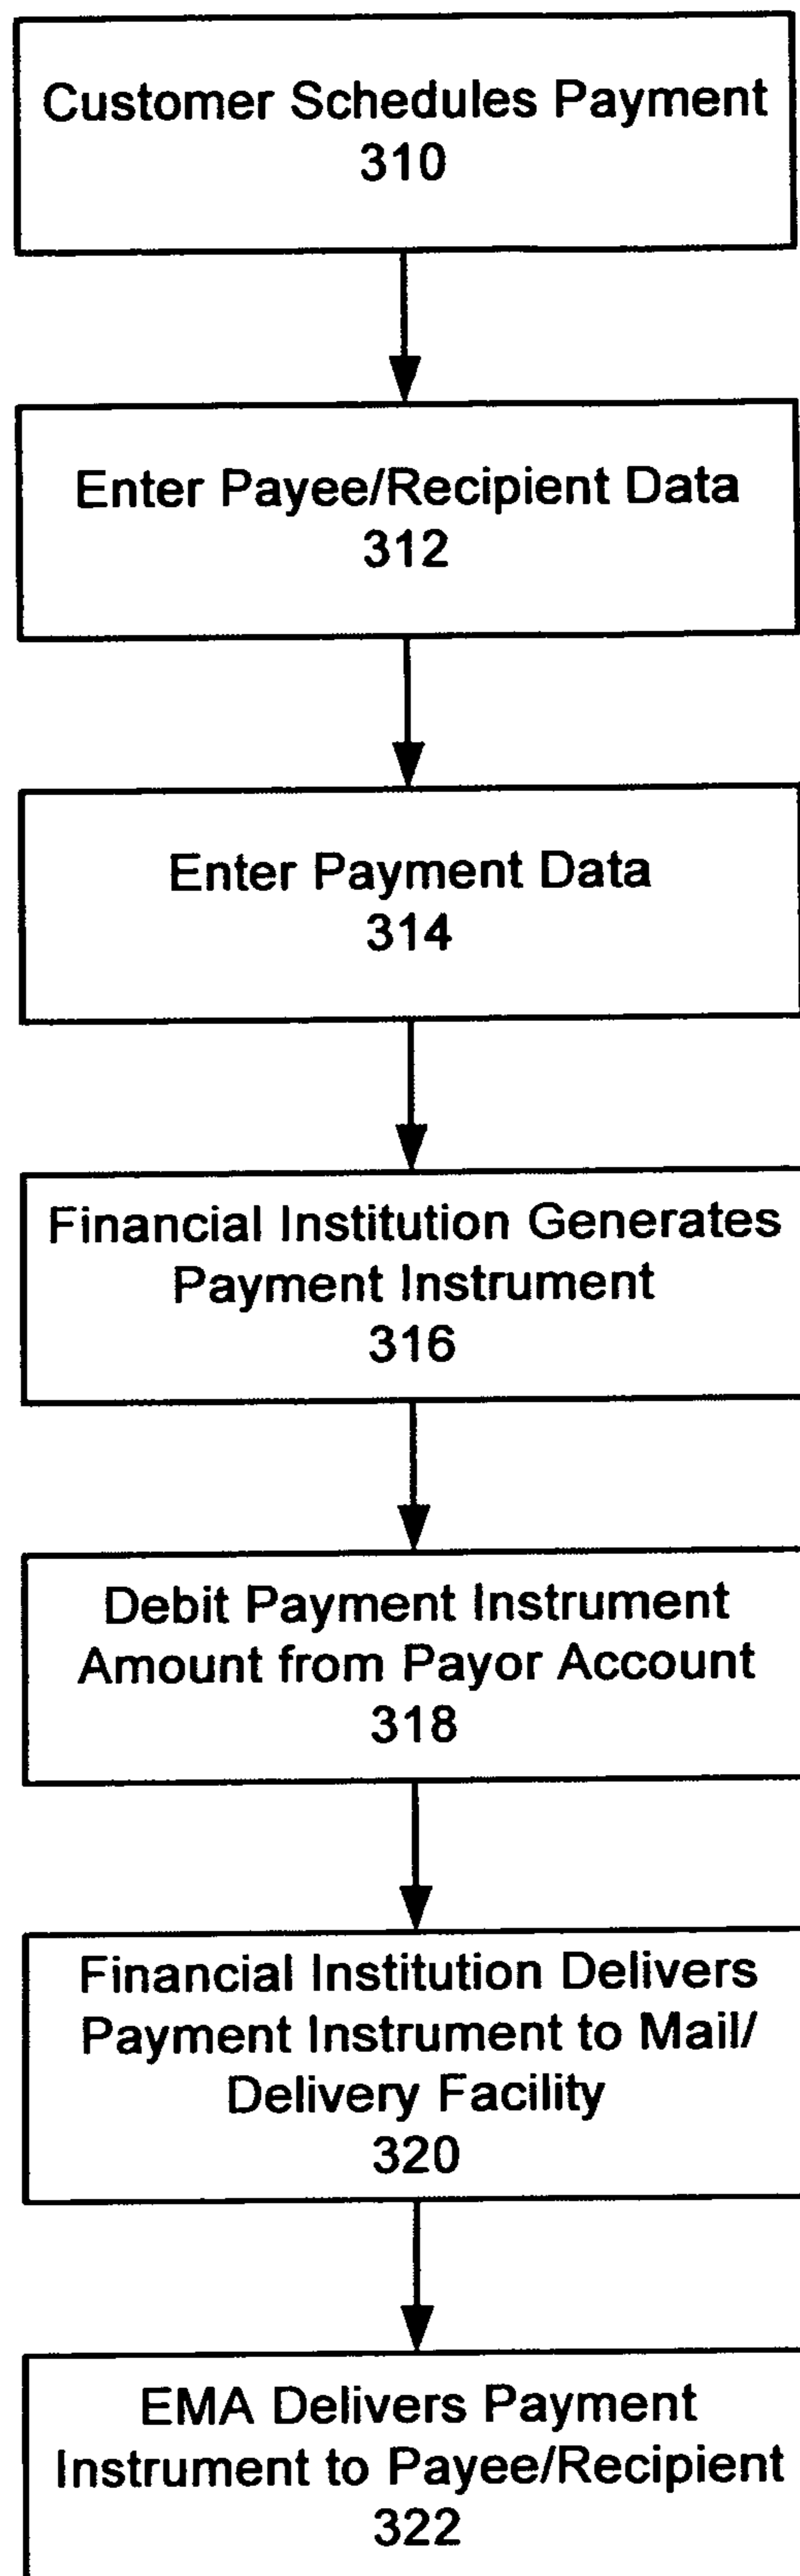 Customer Schedules Payment
310
Enter Payee/Recipient Data
312
Enter Payment Data
314
Financial Institution Generates
Payment Instrument
316
Debit Payment Instrument
Amount from Payor Account
318
Financial Institution Delivers
Payment Instrument to Mail/
Delivery Facility
320
EMA Delivers Payment
Instrument to Payee/Recipient
322